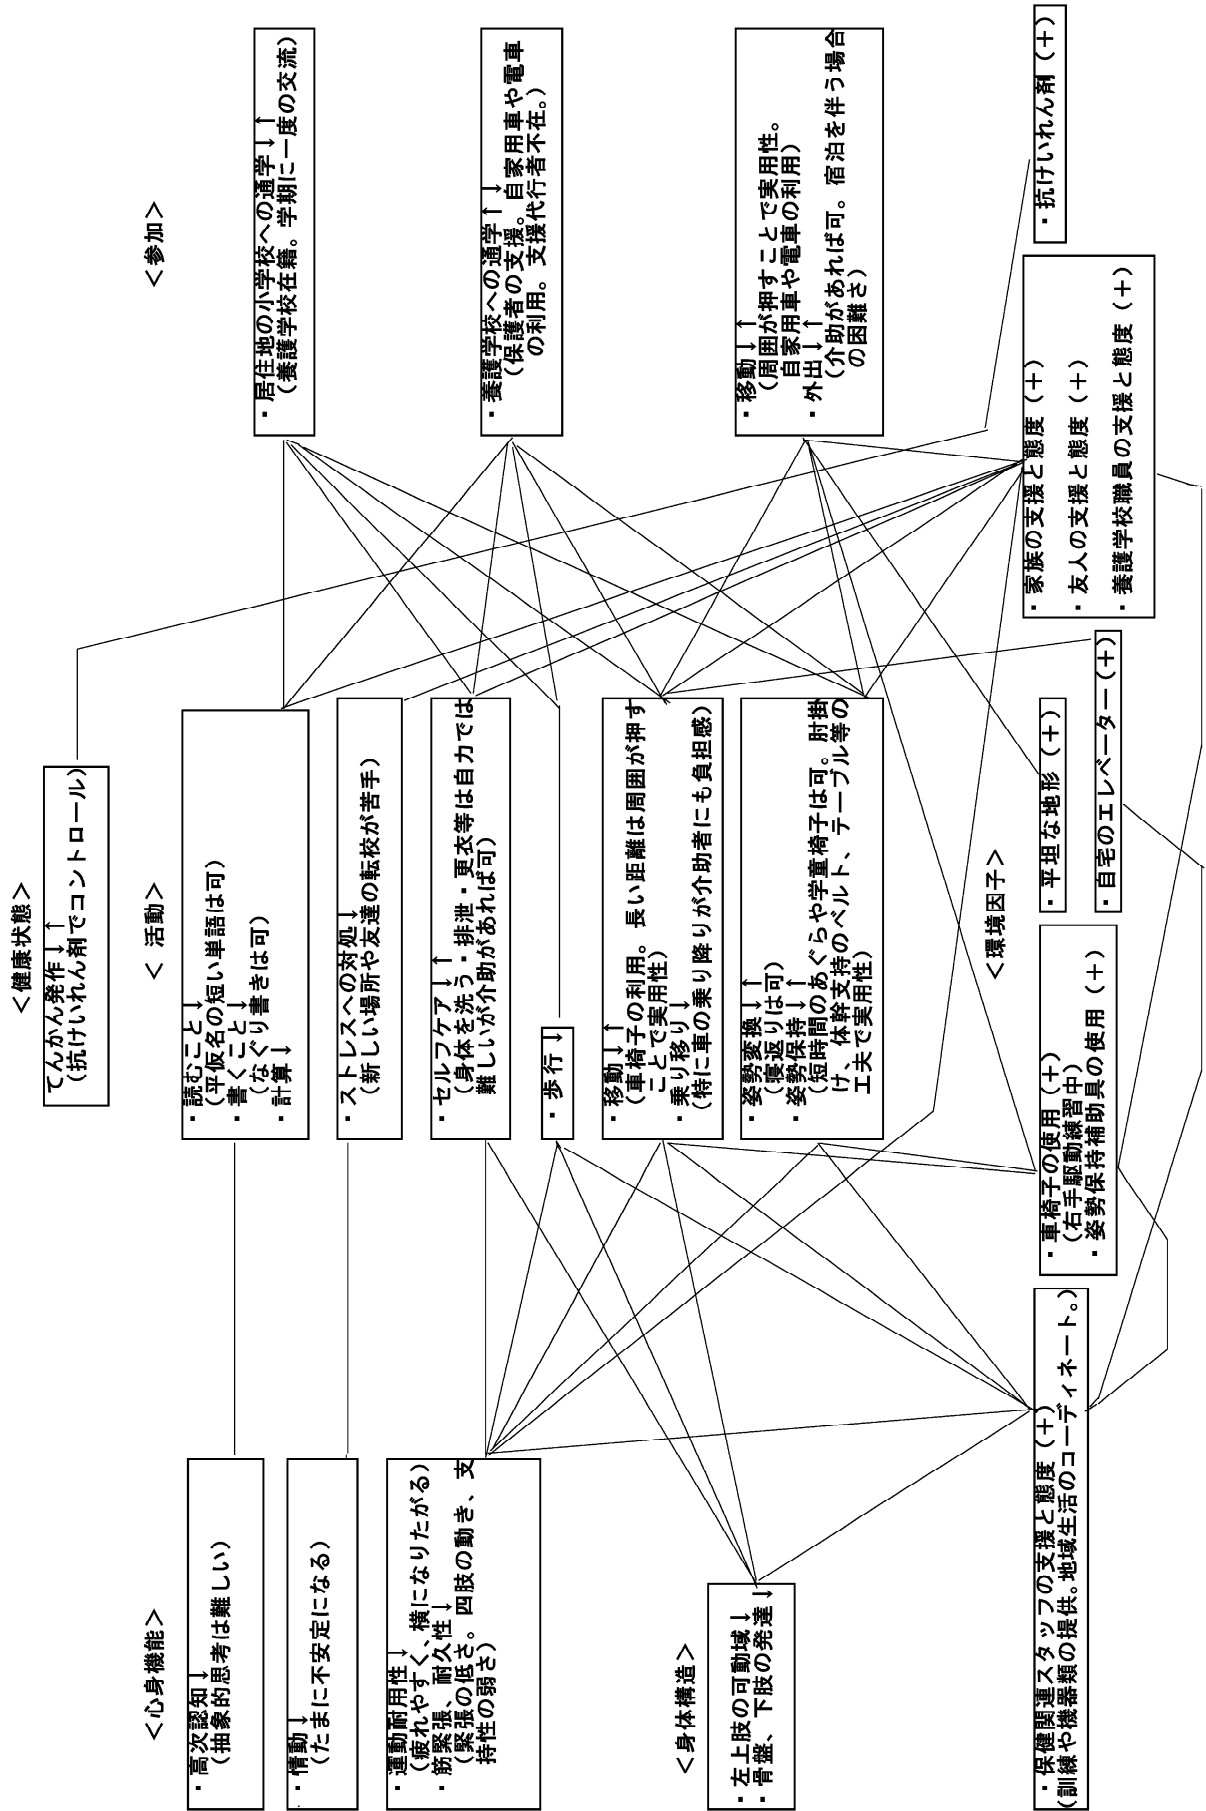 ＜健康状態＞
てんかん発作↓↑
（抗けいれん剤でコントロール）
＜心身機能＞
・高次認知↓
（抽象的思考は難しい）
・情動↓
（たまに不安定になる）
・運動耐用性↓
（疲れやすく、横になりたがる）
・筋緊張、耐久性↓
（緊張の低さ。四肢の動き、支
持性の弱さ）
＜身体構造＞
・左上肢の可動域↓
・骨盤、下肢の発達↓
＜活動＞
・読むこと↓
（平仮名の短い単語は可）
・書くこと↓
（なぐり書きは可）
・計算↓
・ストレスへの対処↓
（新しい場所や友達の転校が苦手）
・セルフケア↓↑
（身体を洗う・排泄・更衣等は自力では
難しいが介助があれば可）
・歩行↓
・移動↓↑
（車椅子の利用。長い距離は周囲が押す
ことで実用性）
・乗り移り↓
（特に車の乗り降りが介助者にも負担感）
・姿勢変換↓↑
（寝返りは可）
・姿勢保持↓↑
（短時間のあぐらや学童椅子は可。肘掛
け、体幹支持のベルト、テーブル等の
工夫で実用性）
＜参加＞
・居住地の小学校への通学↓↑
（養護学校在籍。学期に一度の交流）
・養護学校への通学↑↓
（保護者の支援。自家用車や電車
の利用。支援代行者不在。）
・移動↓↑
（周囲が押すことで実用性。
自家用車や電車の利用）
・外出↓↑
（介助があれば可。宿泊を伴う場合
の困難さ）
＜環境因子＞
・保健関連スタッフの支援と態度（＋）
（訓練や機器類の提供。地域生活のコーディネート。）
・車椅子の使用（＋）
（右手駆動練習中）
・姿勢保持補助具の使用（＋）
・平坦な地形（＋）
・自宅のエレベーター（＋）
・家族の支援と態度（＋）
・友人の支援と態度（＋）
・養護学校職員の支援と態度（＋）
・抗けいれん剤（＋）